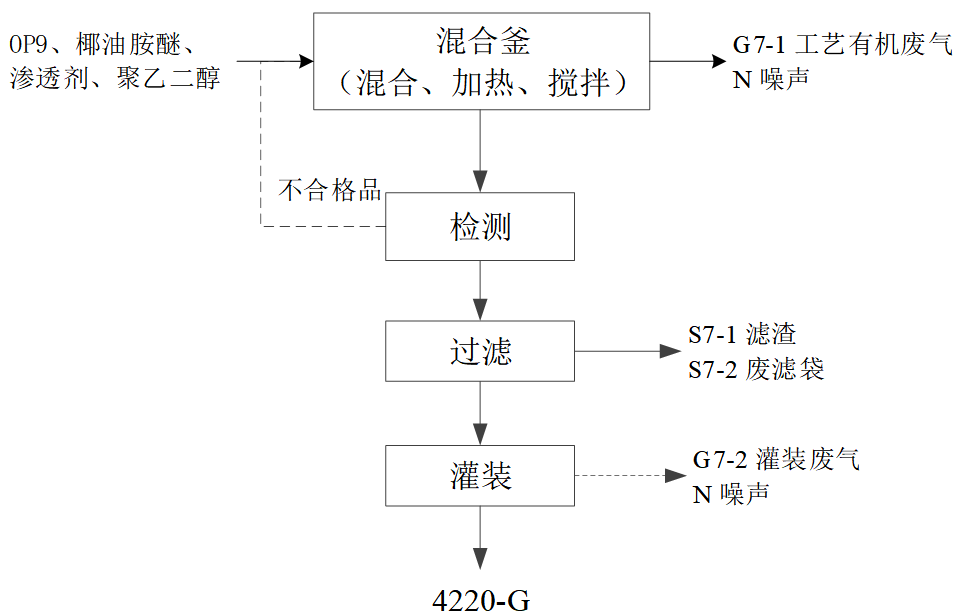 OP9、椰油胺醚、
渗透剂、聚乙二醇
混合釜
（混合、加热、搅拌）
G7-1 工艺有机废气
N 噪声
不合格品
检测
过滤
S7-1 滤渣
S7-2 废滤袋
灌装
G7-2 灌装废气
N 噪声
4220-G